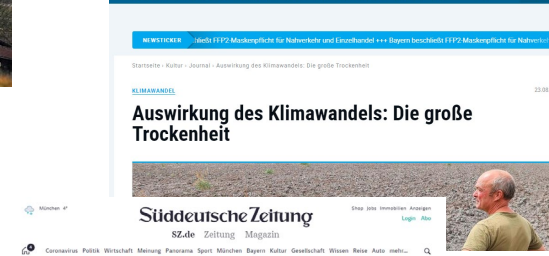 NEWSTICKER
hließt FFP2-Maskenpflicht für Nahverkehr und Einzelhandel +++ Bayern beschließt FFP2-Maskenpflicht für Nahverkehr
Startseite › Kultur › Journal › Auswirkung des Klimawandels: Die große Trockenheit
KLIMAWANDEL
23.08
Auswirkung des Klimawandels: Die große
Trockenheit
München 4°
Süddeutsche Zeitung
Shop Jobs Immobilien Anzeigen
Login Abo
SZ.de Zeitung Magazin
Coronavirus Politik Wirtschaft Meinung Panorama Sport München Bayern Kultur Gesellschaft Wissen Reise Auto mehr...